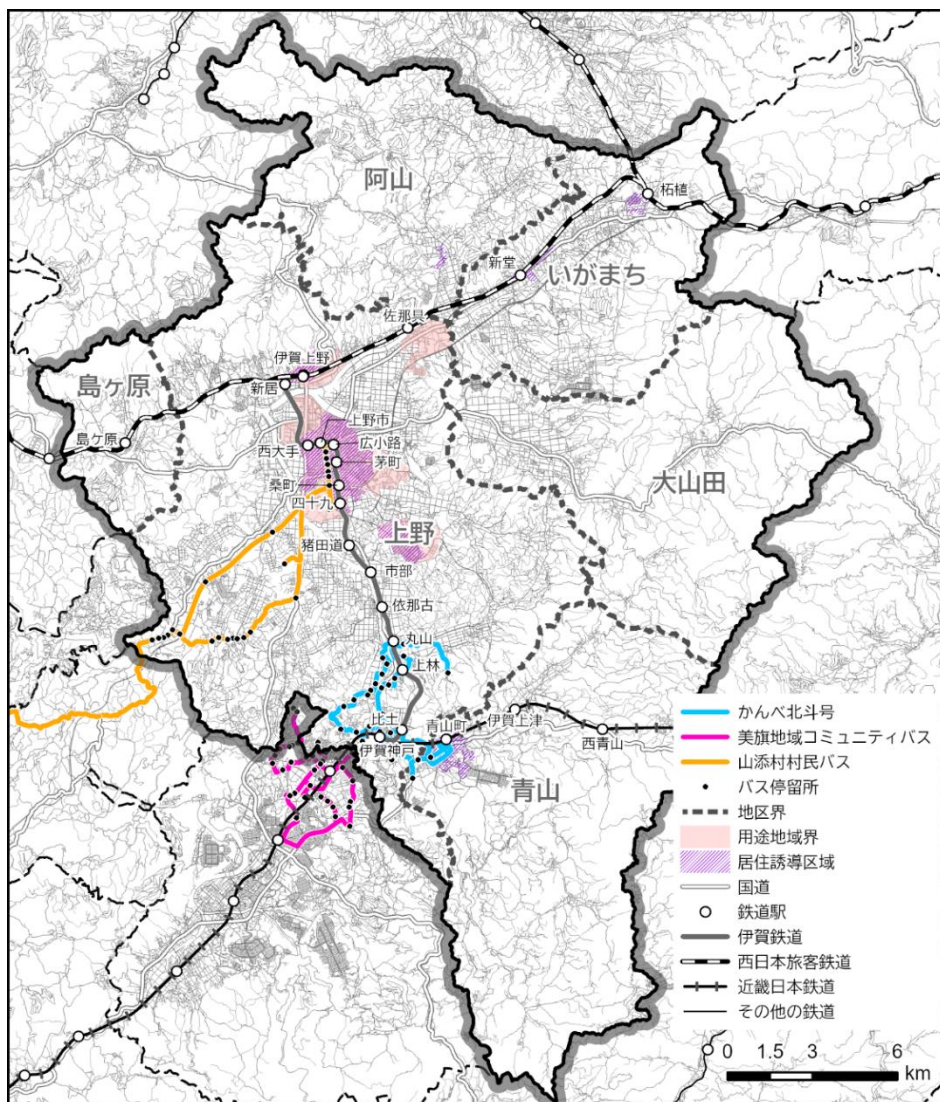 阿山
柘植
新堂
いがまち
佐那具
伊賀上野
新居
島ヶ原
島ケ原
上野市
西大手
広小路
茅町
大山田
桑町
四十九
上野
猪田道
市部
依那古
丸山
上林
比土
青山町
伊賀上津
伊賀神戸
西青山
青山
かんべ北斗号
美旗地域コミュニティバス
山添村村民バス
バス停留所
地区界
用途地域界
居住誘導区域
国道
鉄道駅
伊賀鉄道
西日本旅客鉄道
近畿日本鉄道
その他の鉄道
0 1.5 3 6
km